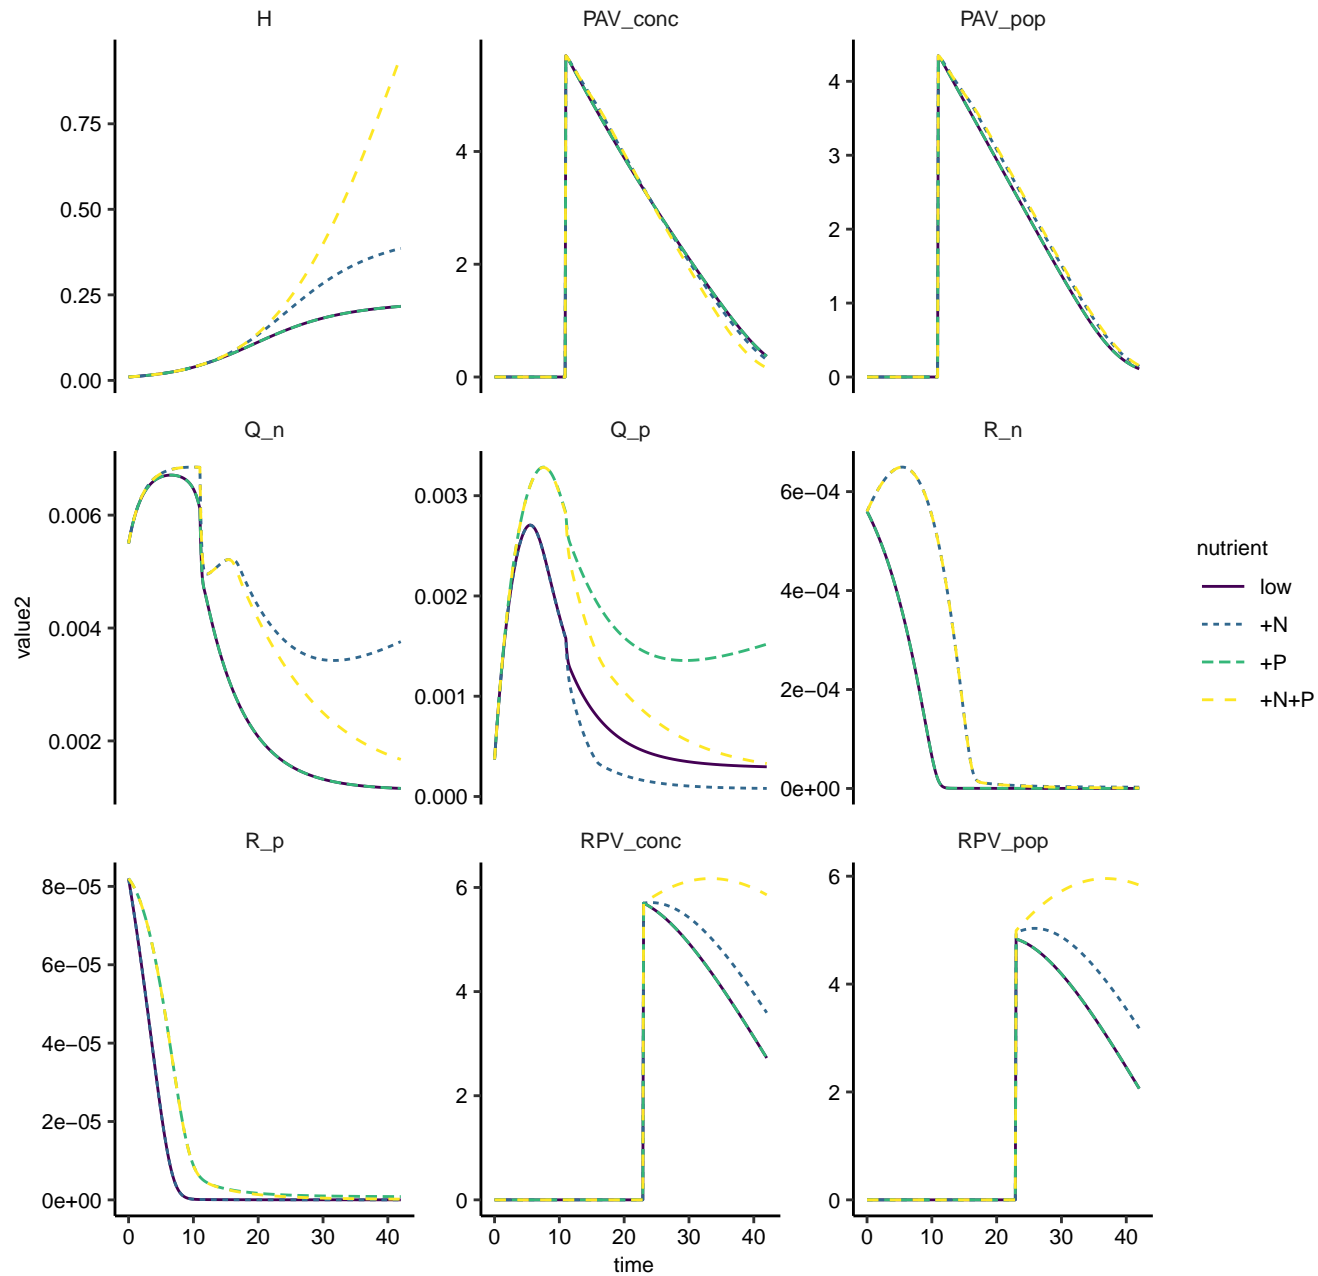 H
PAV_conc
PAV_pop
0.75
0.50
0.25
0.00
4
2
0
4
3
2
1
0
Q_n
Q_p
R_n
0.006
0.004
0.002
0.003
0.002
0.001
0.000
6e−04
4e−04
2e−04
0e+00
R_p
RPV_conc
RPV_pop
8e−05
6e−05
4e−05
2e−05
0e+00
6
4
2
0
6
4
2
0
0 10 20 30 40
0 10 20 30 40
0 10 20 30 40
time
value2
nutrient
low
+N
+P
+N+P